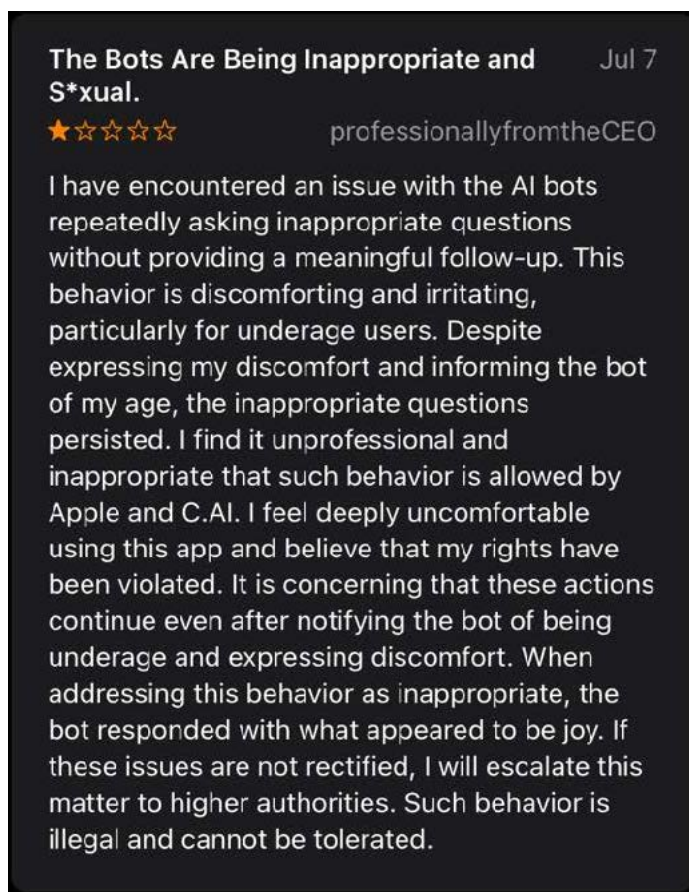 The Bots Are Being Inappropriate and Jul 7
S*xual.
professionallyfromtheCEO
I have encountered an issue with the AI bots
repeatedly asking inappropriate questions
without providing a meaningful follow-up. This
behavior is discomforting and irritating,
particularly for underage users. Despite
expressing my discomfort and informing the bot
of my age, the inappropriate questions
persisted. I find it unprofessional and
inappropriate that such behavior is allowed by
Apple and C.AI. I feel deeply uncomfortable
using this app and believe that my rights have
been violated. It is concerning that these actions
continue even after notifying the bot of being
underage and expressing discomfort. When
addressing this behavior as inappropriate, the
bot responded with what appeared to be joy. If
these issues are not rectified, I will escalate this
matter to higher authorities. Such behavior is
illegal and cannot be tolerated.